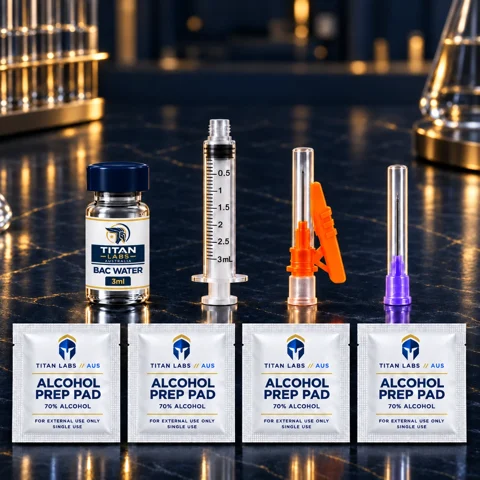 TITAN
LABS
AUSTRALIA
BAC WATER
3ml
0.5
1
1.5
2
2.5
3mL
TITAN LABS // AUS
ALCOHOL
PREP PAD
70% ALCOHOL
FOR EXTERNAL USE ONLY
SINGLE USE
TITAN LABS // AUS
ALCOHOL
PREP PAD
70% ALCOHOL
FOR EXTERNAL USE ONLY
SINGLE USE
TITAN LABS // AUS
ALCOHOL
PREP PAD
70% ALCOHOL
FOR EXTERNAL USE ONLY
SINGLE USE
TITAN LABS // AUS
ALCOHOL
PREP PAD
70% ALCOHOL
FOR EXTERNAL USE ONLY
SINGLE USE